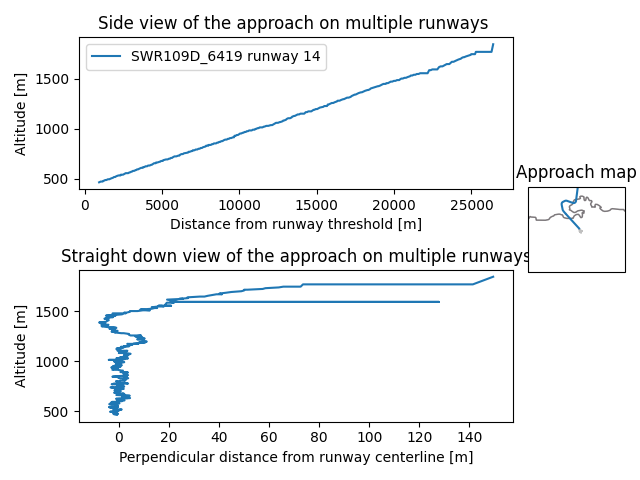 Side view of the approach on multiple runways
SWR109D_6419 runway 14
Altitude [m]
1500
1000
500
0
5000
10000
15000
20000
25000
Distance from runway threshold [m]
Approach map
Straight down view of the approach on multiple runways
Altitude [m]
1500
1000
500
0
20
40
60
80
100
120
140
Perpendicular distance from runway centerline [m]